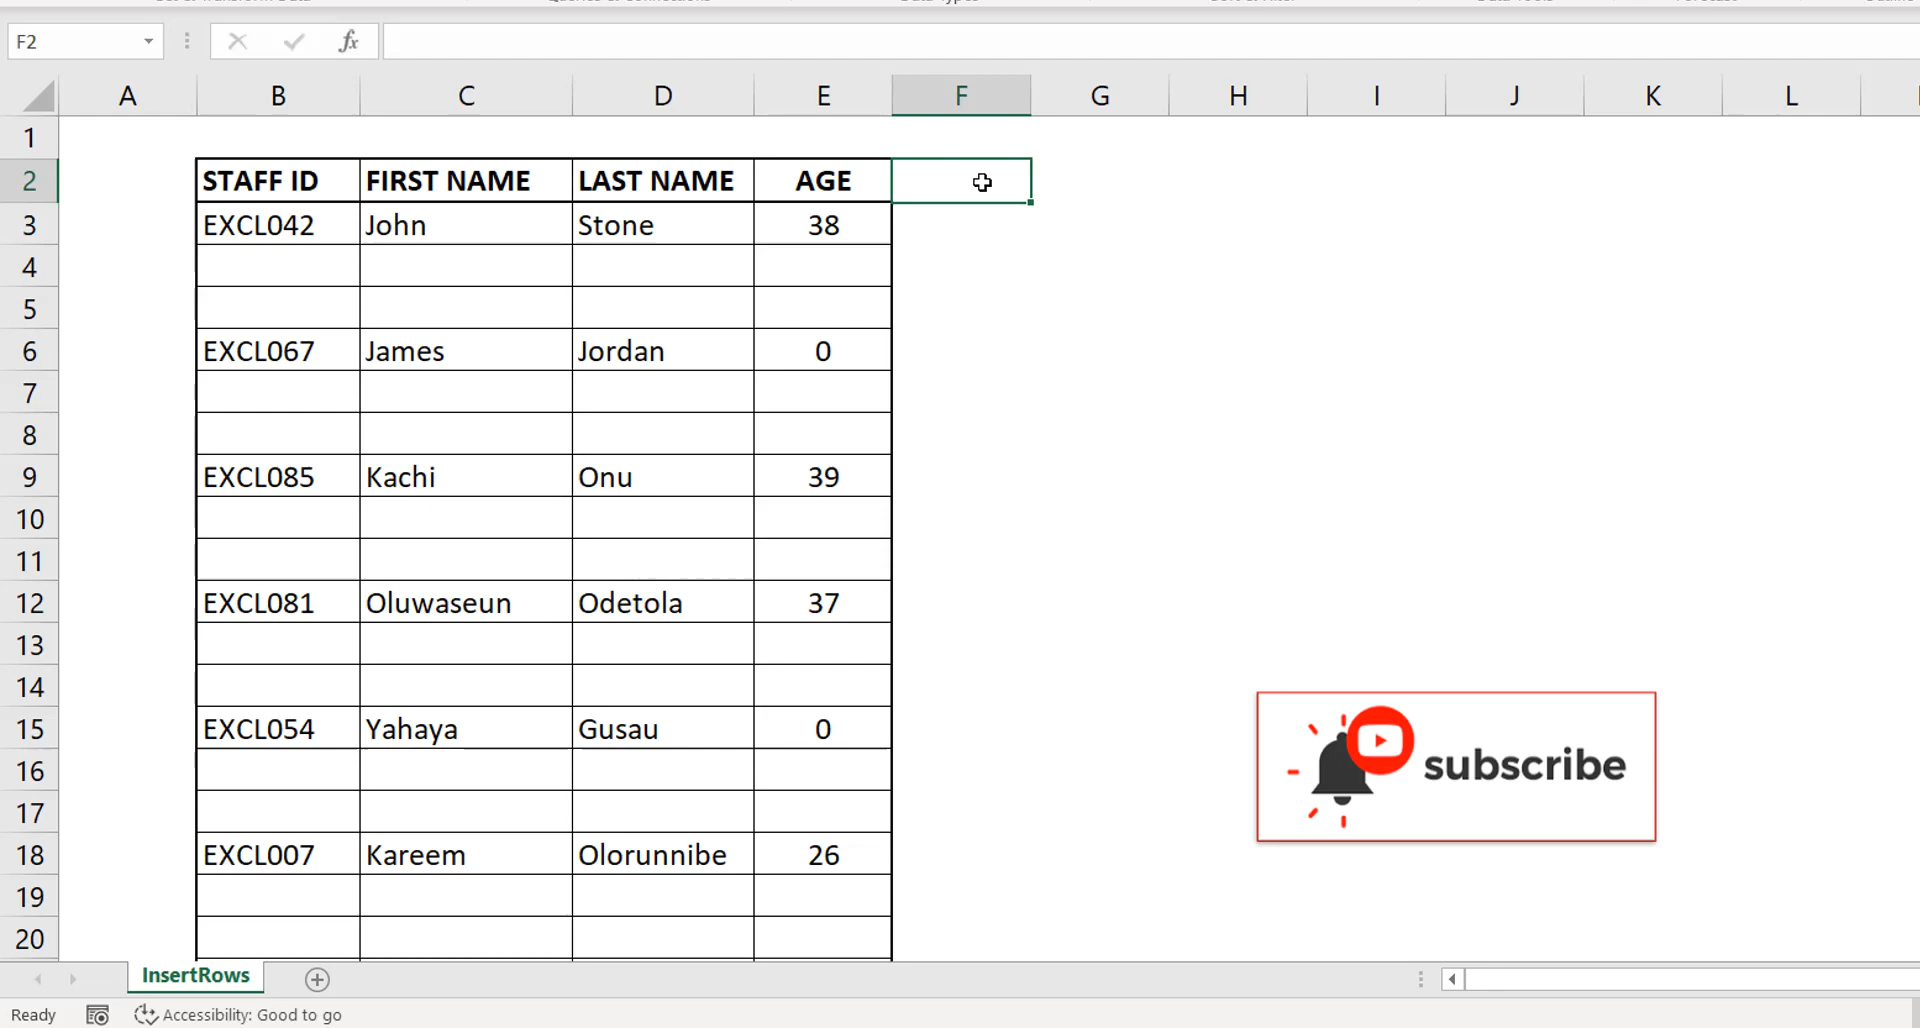 F2
fx
A B C D E F G H I J K L
1
2 STAFF ID FIRST NAME LAST NAME AGE
3 EXCL042 John Stone 38
4
5
6 EXCL067 James Jordan 0
7
8
9 EXCL085 Kachi Onu 39
10
11
12 EXCL081 Oluwaseun Odetola 37
13
14
15 EXCL054 Yahaya Gusau 0
16
17
18 EXCL007 Kareem Olorunnibe 26
19
20
subscribe
InsertRows
Ready Accessibility: Good to go